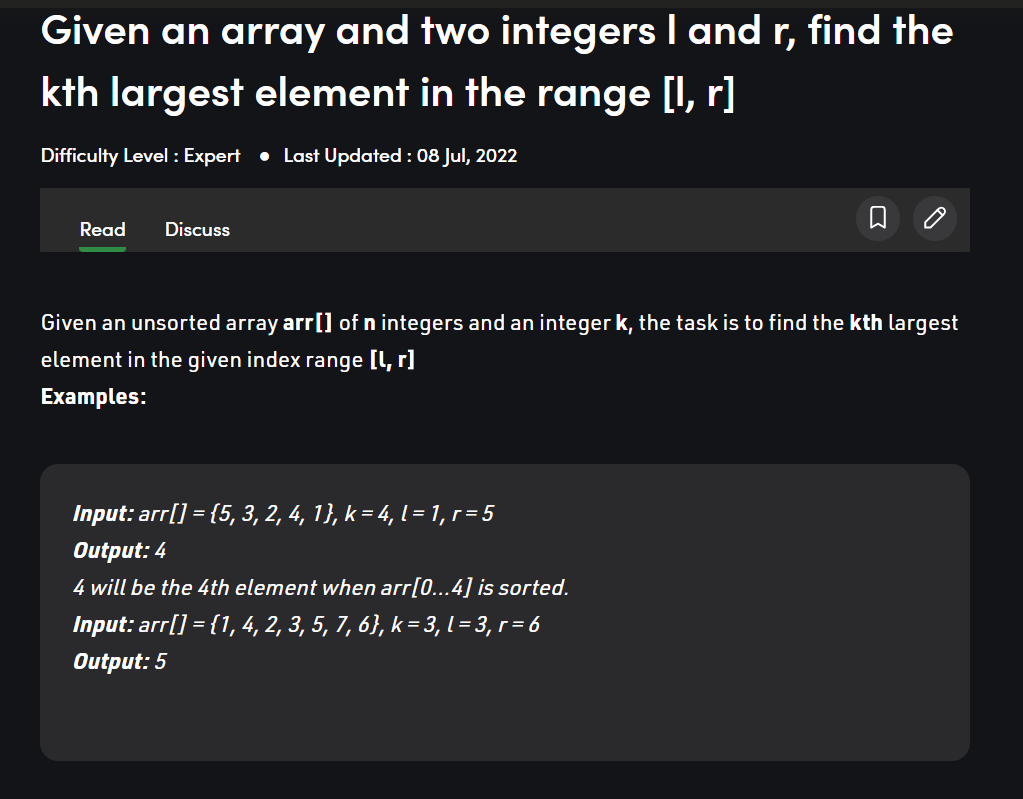 Given an array and two integers l and r, find the
kth largest element in the range [l, r]
Difficulty Level : Expert ● Last Updated : 08 Jul, 2022
Read Discuss
Given an unsorted array arr[] of n integers and an integer k, the task is to find the kth largest
element in the given index range [l, r]
Examples:
Input: arr[] = {5, 3, 2, 4, 1}, k = 4, l = 1, r = 5
Output: 4
4 will be the 4th element when arr[0...4] is sorted.
Input: arr[] = {1, 4, 2, 3, 5, 7, 6}, k = 3, l = 3, r = 6
Output: 5